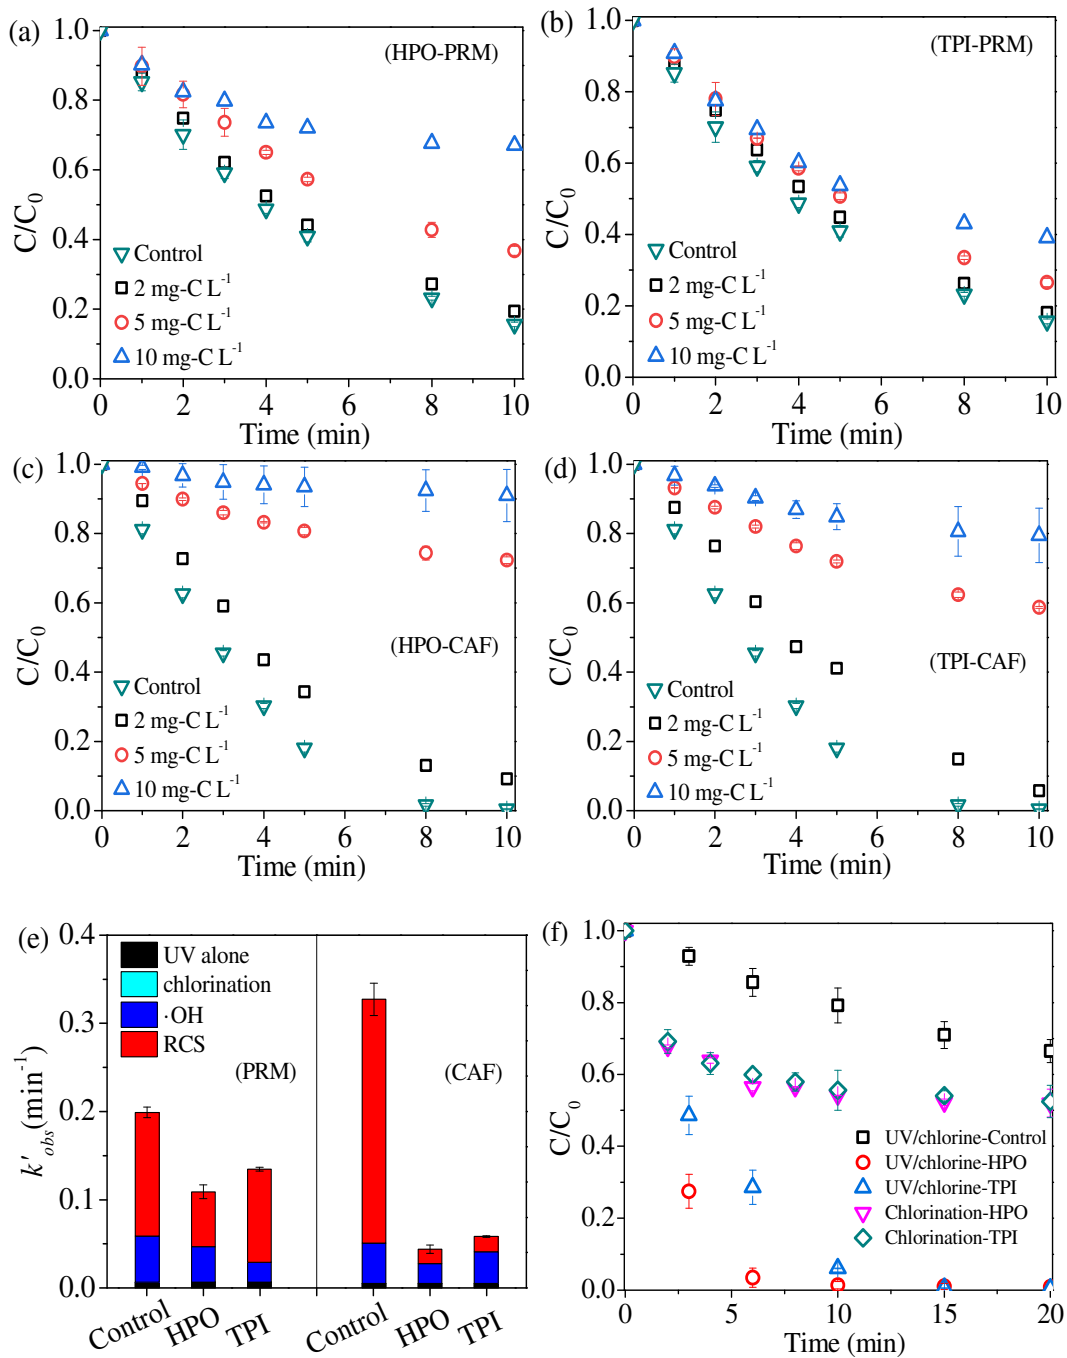 (a)
(HPO-PRM)
C/C0
1.0
0.8
0.6
0.4
0.2
0.0
Control
2 mg-C L-1
5 mg-C L-1
10 mg-C L-1
0 2 4 6 8 10
Time (min)
(b)
(TPI-PRM)
C/C0
1.0
0.8
0.6
0.4
0.2
0.0
Control
2 mg-C L-1
5 mg-C L-1
10 mg-C L-1
0 2 4 6 8 10
Time (min)
(c)
(HPO-CAF)
C/C0
1.0
0.8
0.6
0.4
0.2
0.0
Control
2 mg-C L-1
5 mg-C L-1
10 mg-C L-1
0 2 4 6 8 10
Time (min)
(d)
(TPI-CAF)
C/C0
1.0
0.8
0.6
0.4
0.2
0.0
Control
2 mg-C L-1
5 mg-C L-1
10 mg-C L-1
0 2 4 6 8 10
Time (min)
(e)
k'obs(min-1)
0.4
0.3
0.2
0.1
0.0
UV alone
chlorination
·OH
RCS
(PRM)
(CAF)
Control HPO TPI Control HPO TPI
(f)
C/C0
1.0
0.8
0.6
0.4
0.2
0.0
UV/chlorine-Control
UV/chlorine-HPO
UV/chlorine-TPI
Chlorination-HPO
Chlorination-TPI
0 5 10 15 20
Time (min)